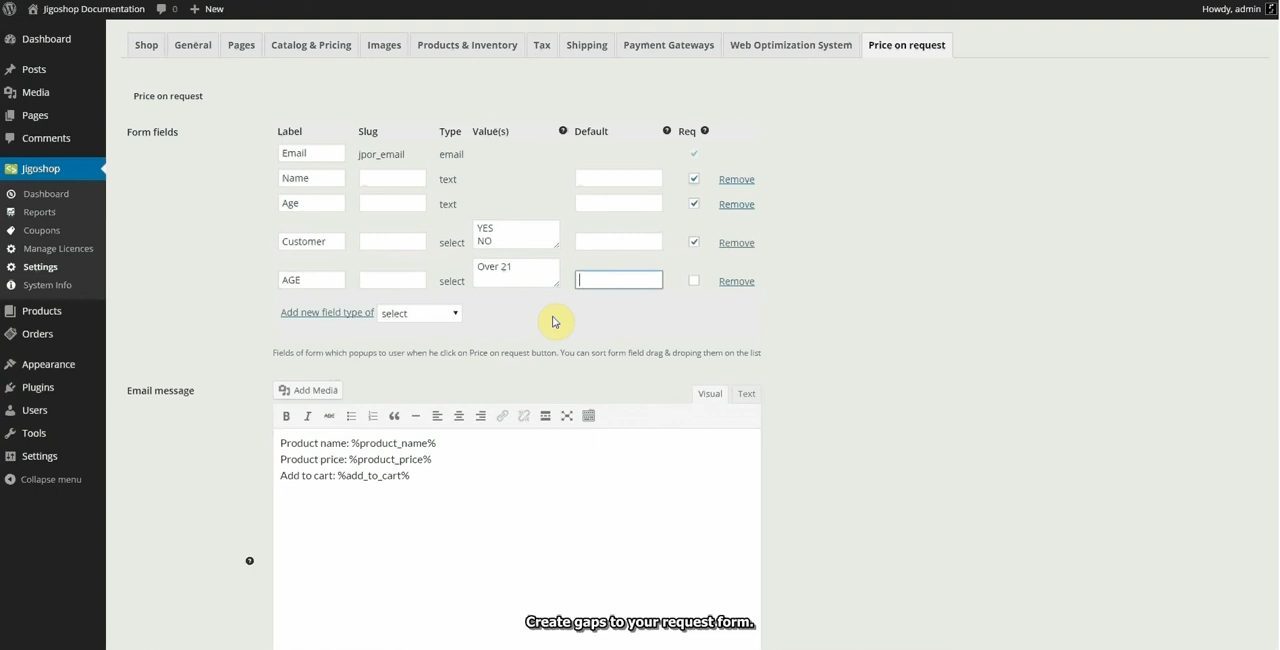 Jigoshop Documentation 0 New Howdy, admin
Dashboard
Posts
Media
Pages
Comments
Jigoshop
Dashboard
Reports
Coupons
Manage Licences
Settings
System Info
Products
Orders
Appearance
Plugins
Users
Tools
Settings
Collapse menu
Shop General Pages Catalog & Pricing Images Products & Inventory Tax Shipping Payment Gateways Web Optimization System Price on request
Price on request
Form fields Label Slug Type Value(s) Default Req
Email jpor_email email
Name text Remove
Age text Remove
Customer select YES Remove
NO
AGE select Over 21 Remove
Add new field type of select
Fields of form which popups to user when he click on Price on request button. You can sort form field drag & droping them on the list
Email message Add Media Visual Text
B I ABC
Product name: %product_name%
Product price: %product_price%
Add to cart: %add_to_cart%
Create gaps to your request form.